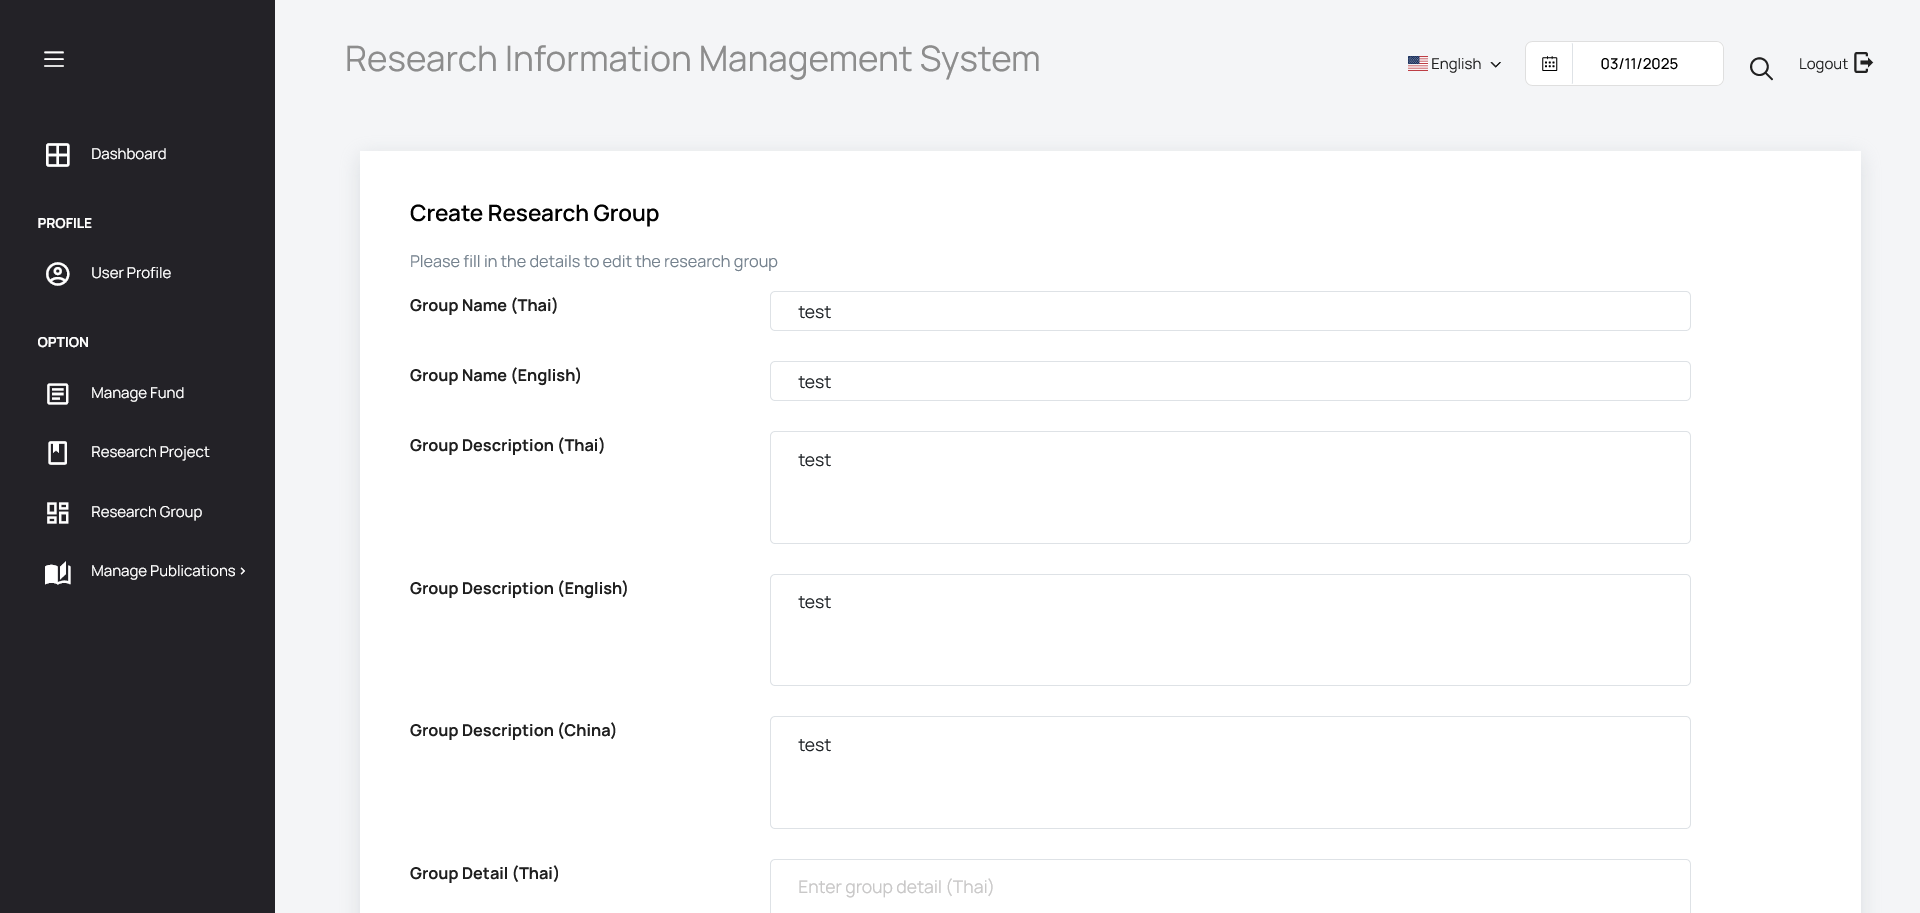 Research Information Management System
English
03/11/2025
Logout
Dashboard
PROFILE
User Profile
OPTION
Manage Fund
Research Project
Research Group
Manage Publications ›
Create Research Group
Please fill in the details to edit the research group
Group Name (Thai)
test
Group Name (English)
test
Group Description (Thai)
test
Group Description (English)
test
Group Description (China)
test
Group Detail (Thai)
Enter group detail (Thai)